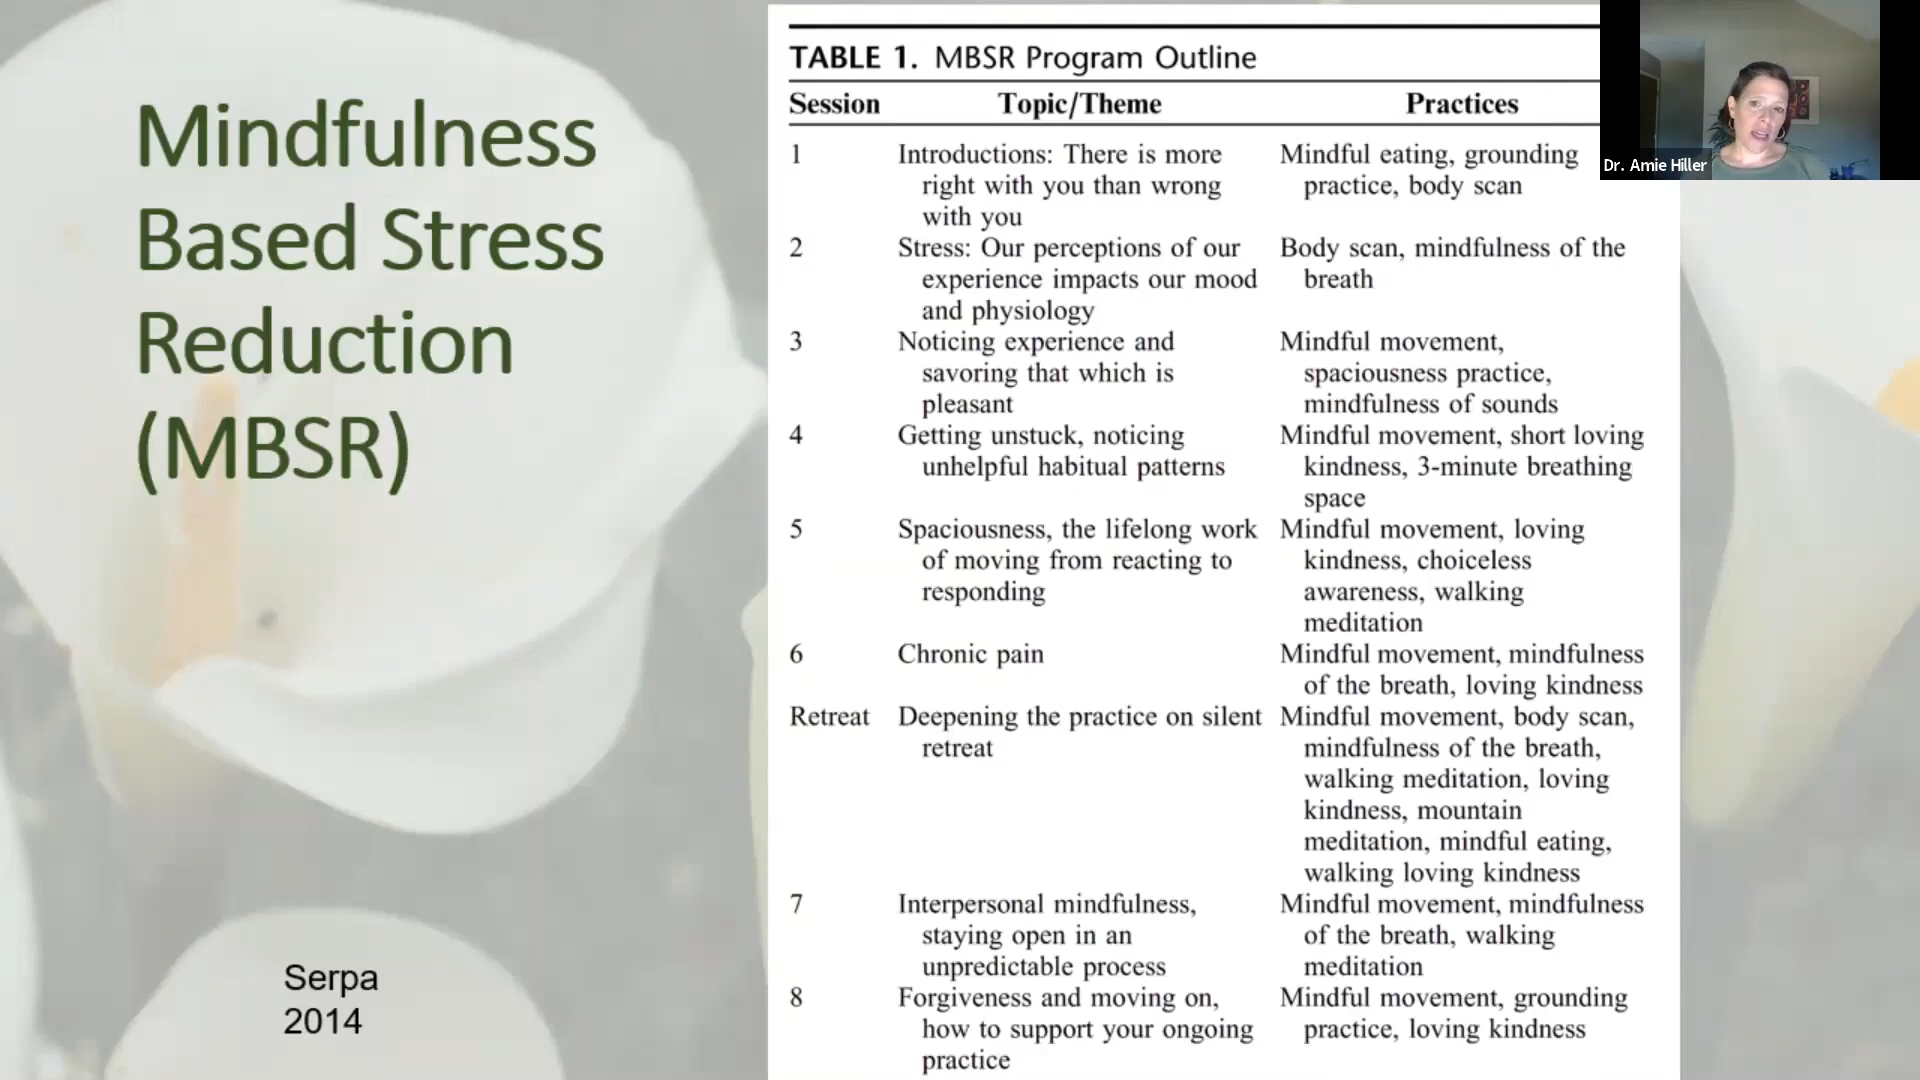 Mindfulness
Based Stress
Reduction
(MBSR)
Serpa
2014
TABLE 1. MBSR Program Outline
Session Topic/Theme Practices
1 Introductions: There is more Mindful eating, grounding
right with you than wrong practice, body scan
with you
2 Stress: Our perceptions of our Body scan, mindfulness of the
experience impacts our mood breath
and physiology
3 Noticing experience and Mindful movement,
savoring that which is spaciousness practice,
pleasant mindfulness of sounds
4 Getting unstuck, noticing Mindful movement, short loving
unhelpful habitual patterns kindness, 3-minute breathing
space
5 Spaciousness, the lifelong work Mindful movement, loving
of moving from reacting to kindness, choiceless
responding awareness, walking
meditation
6 Chronic pain Mindful movement, mindfulness
of the breath, loving kindness
Retreat Deepening the practice on silent Mindful movement, body scan,
retreat mindfulness of the breath,
walking meditation, loving
kindness, mountain
meditation, mindful eating,
walking loving kindness
7 Interpersonal mindfulness, Mindful movement, mindfulness
staying open in an of the breath, walking
unpredictable process meditation
8 Forgiveness and moving on, Mindful movement, grounding
how to support your ongoing practice, loving kindness
practice
Dr. Amie Hiller